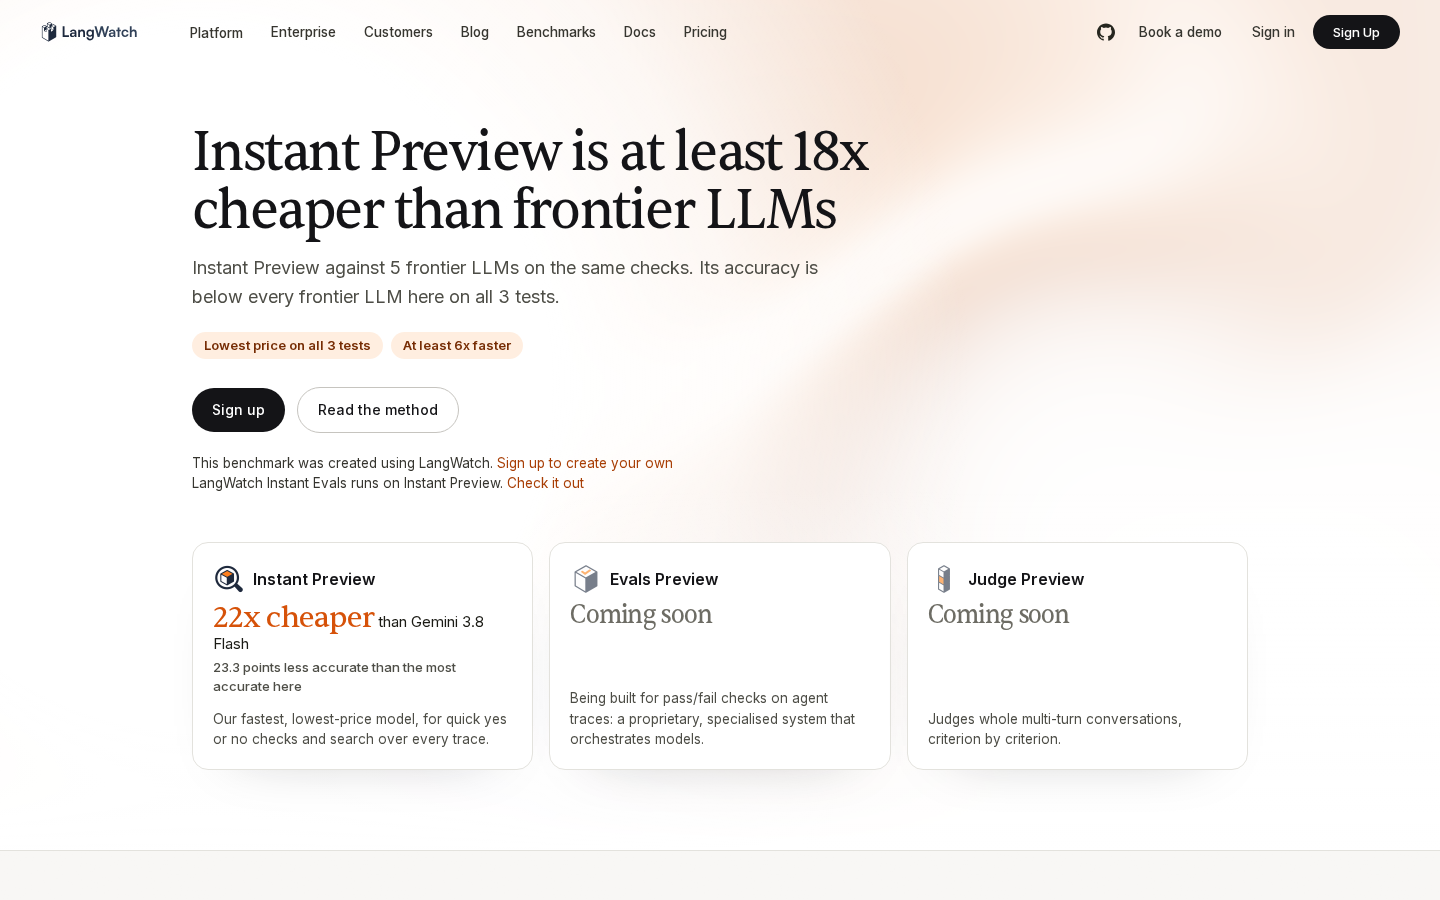 LangWatch
Platform
Enterprise
Customers
Blog
Benchmarks
Docs
Pricing
Book a demo
Sign in
Sign Up
Instant Preview is at least 18x
cheaper than frontier LLMs
Instant Preview against 5 frontier LLMs on the same checks. Its accuracy is
below every frontier LLM here on all 3 tests.
Lowest price on all 3 tests
At least 6x faster
Sign up
Read the method
This benchmark was created using LangWatch. Sign up to create your own
LangWatch Instant Evals runs on Instant Preview. Check it out
Instant Preview
22x cheaper than Gemini 3.8
Flash
23.3 points less accurate than the most
accurate here
Our fastest, lowest-price model, for quick yes
or no checks and search over every trace.
Evals Preview
Coming soon
Being built for pass/fail checks on agent
traces: a proprietary, specialised system that
orchestrates models.
Judge Preview
Coming soon
Judges whole multi-turn conversations,
criterion by criterion.